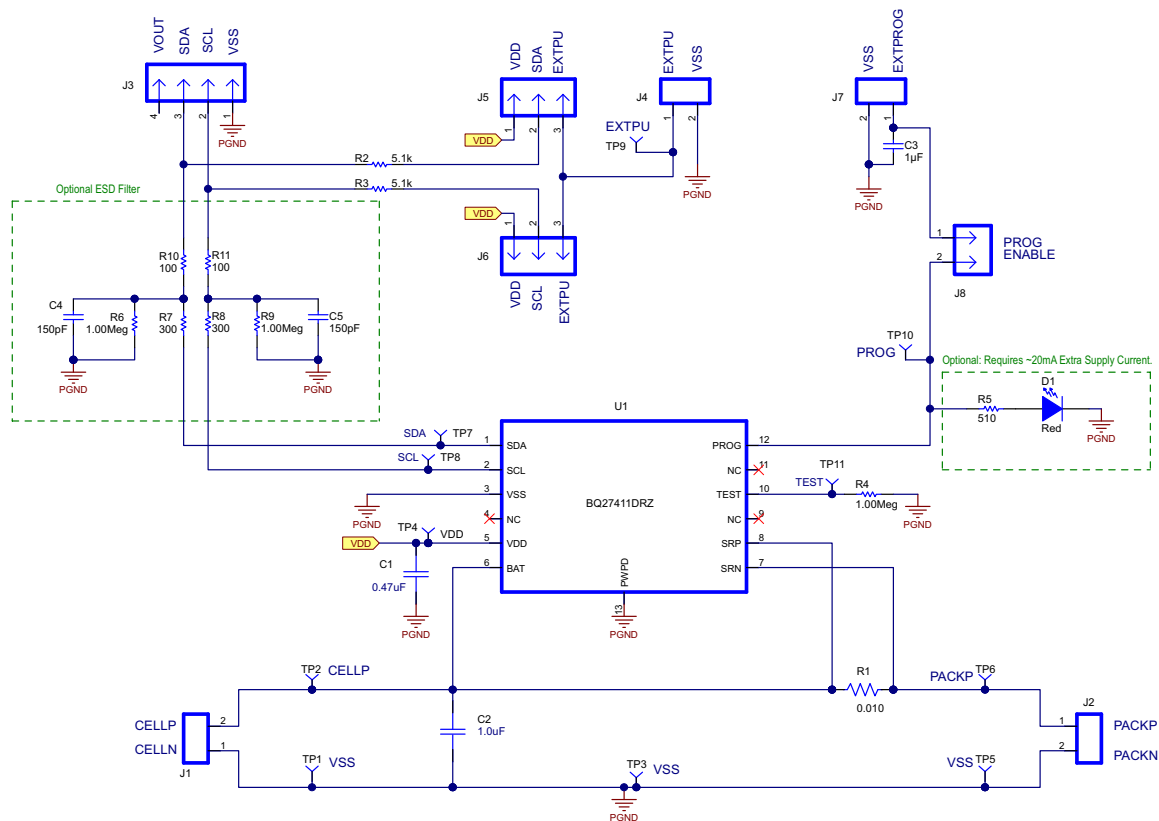 VOUT
SDA
SCL
VSS
J3
4
3
2
1
PGND
VDD
SDA
EXTPU
J5
1
2
3
VDD
EXTPU
VSS
J4
1
2
EXTPU
TP9
PGND
VSS
EXTPROG
J7
2
1
C3
1µF
PGND
R2
5.1k
R3
5.1k
VDD
1
2
3
J6
VDD
SCL
EXTPU
1
2
PROG
ENABLE
J8
Optional ESD Filter
R10
100
R11
100
C4
150pF
R6
1.00Meg
R7
300
R8
300
R9
1.00Meg
C5
150pF
PGND
PGND
TP10
PROG
Optional: Requires ~20mA Extra Supply Current.
R5
510
D1
Red
PGND
U1
BQ27411DRZ
SDA
TP7
1
SDA
SCL
TP8
2
SCL
3
VSS
PGND
4
NC
VDD
TP4
VDD
5
VDD
6
BAT
C1
0.47uF
PGND
PROG
12
NC
11
TEST
10
TEST
TP11
R4
1.00Meg
PGND
NC
9
SRP
8
SRN
7
PWPD
13
PGND
TP2
CELLP
CELLP
CELLN
2
1
J1
C2
1.0uF
TP1
VSS
TP3
VSS
PGND
R1
0.010
PACKP
TP6
VSS
TP5
J2
1
2
PACKP
PACKN